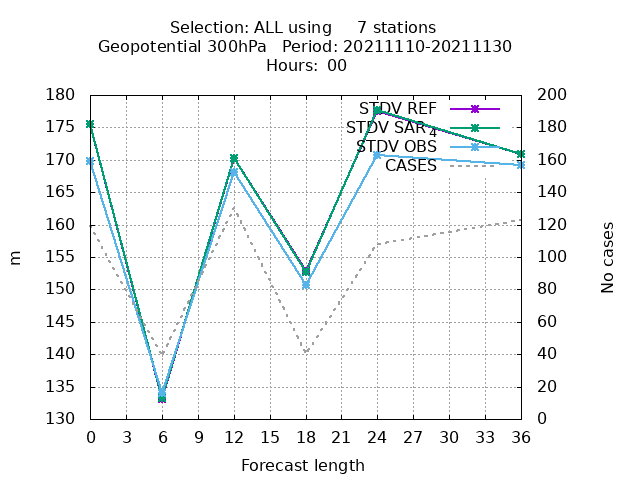 Selection: ALL using 7 stations
Geopotential 300hPa Period: 20211110-20211130
Hours: 00
180 200
STDV REF
175 180
STDV SAR 4
STDV OBS
170 160
CASES
165 140
160 120
155 100
m
No cases
150 80
145 60
140 40
135 20
130 0
0 3 6 9 12 15 18 21 24 27 30 33 36
Forecast length